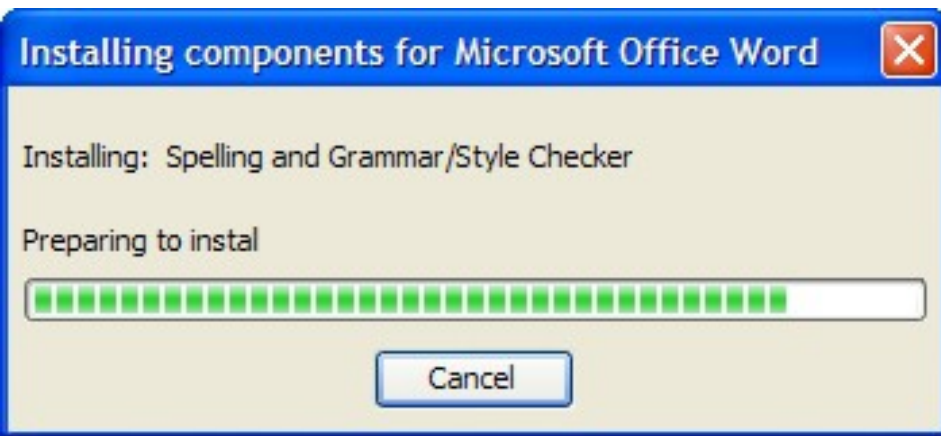 Installing components for Microsoft Office Word
Installing:  Spelling and Grammar/Style Checker
Preparing to instal
Cancel